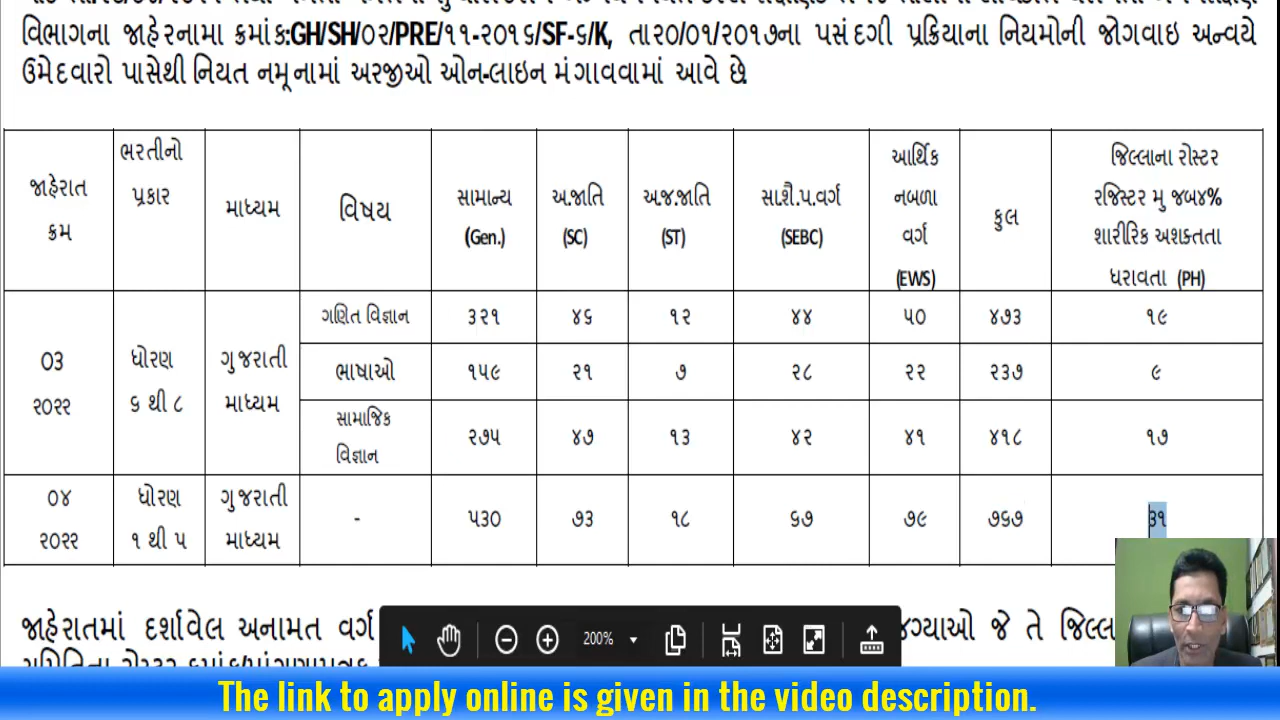 વિભાગના જાહેરનામા ક્રમાંક:GH/SH/૦૨/PRE/૧૧-૨૦૧૬/SF-૬/K, તા૨૦/૦૧/૨૦૧૭ના પસંદગી પ્રક્રિયાના નિયમોની જોગવાઇ અન્વયે
ઉમેદવારો પાસેથી નિયત નમૂનામાં અરજીઓ ઓન-લાઇન મંગાવવામાં આવે છે.
જાહેરાત ક્રમ
ભરતીનો પ્રકાર
માધ્યમ
વિષય
સામાન્ય (Gen.)
અ.જાતિ (SC)
અ.જ.જાતિ (ST)
સા.શૈ.પ.વર્ગ (SEBC)
આર્થિક નબળા વર્ગ (EWS)
કુલ
જિલ્લાના રોસ્ટર રજિસ્ટર મુજબ૪% શારીરિક અશક્તતા ધરાવતા (PH)
૦૩ ૨૦૨૨
ધોરણ ૬ થી ૮
ગુજરાતી માધ્યમ
ગણિત વિજ્ઞાન ૩૨૧ ૪૬ ૧૨ ૪૪ ૫૦ ૪૭૩ ૧૯
ભાષાઓ ૧૫૯ ૨૧ ૭ ૨૮ ૨૨ ૨૩૭ ૯
સામાજિક વિજ્ઞાન ૨૭૫ ૪૭ ૧૩ ૪૨ ૪૧ ૪૧૮ ૧૭
૦૪ ૨૦૨૨
ધોરણ ૧ થી ૫
ગુજરાતી માધ્યમ
- ૫૩૦ ૭૩ ૧૮ ૬૭ ૭૯ ૭૬૭ ૩૧
જાહેરાતમાં દર્શાવેલ અનામત વર્ગ જગ્યાઓ જે તે
200%
The link to apply online is given in the video description.